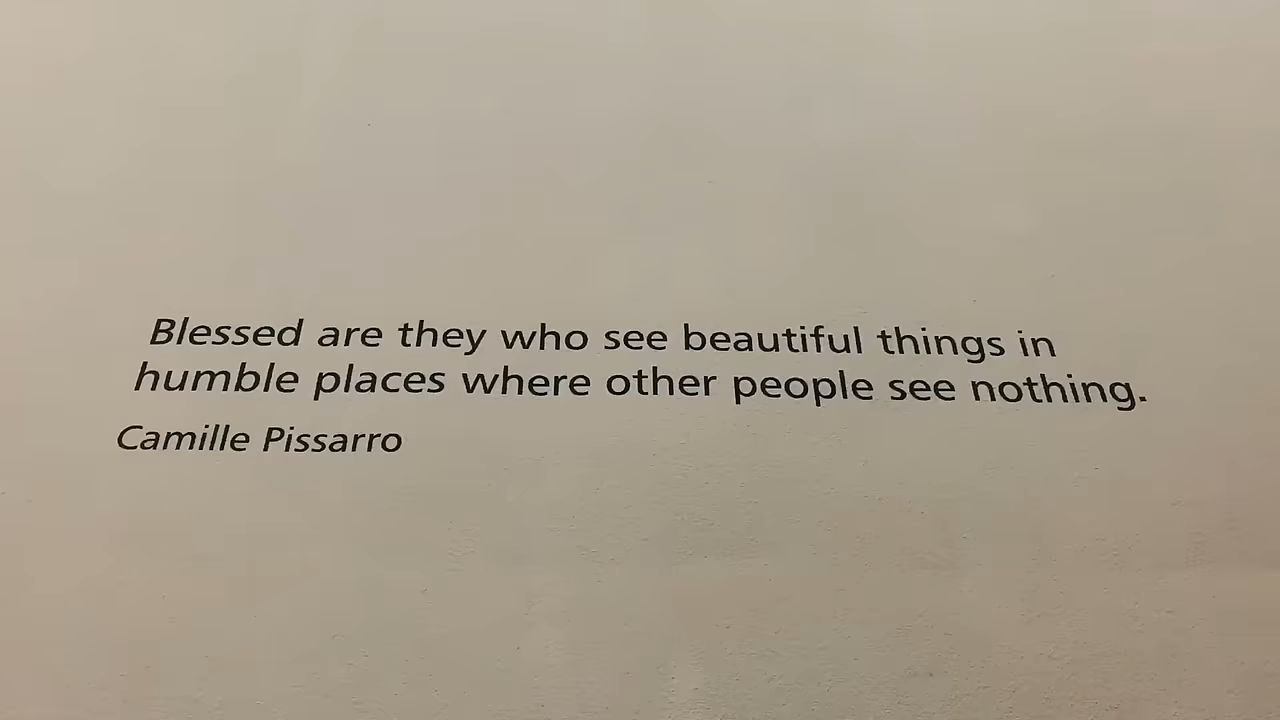 Blessed are they who see beautiful things in
humble places where other people see nothing.
Camille Pissarro